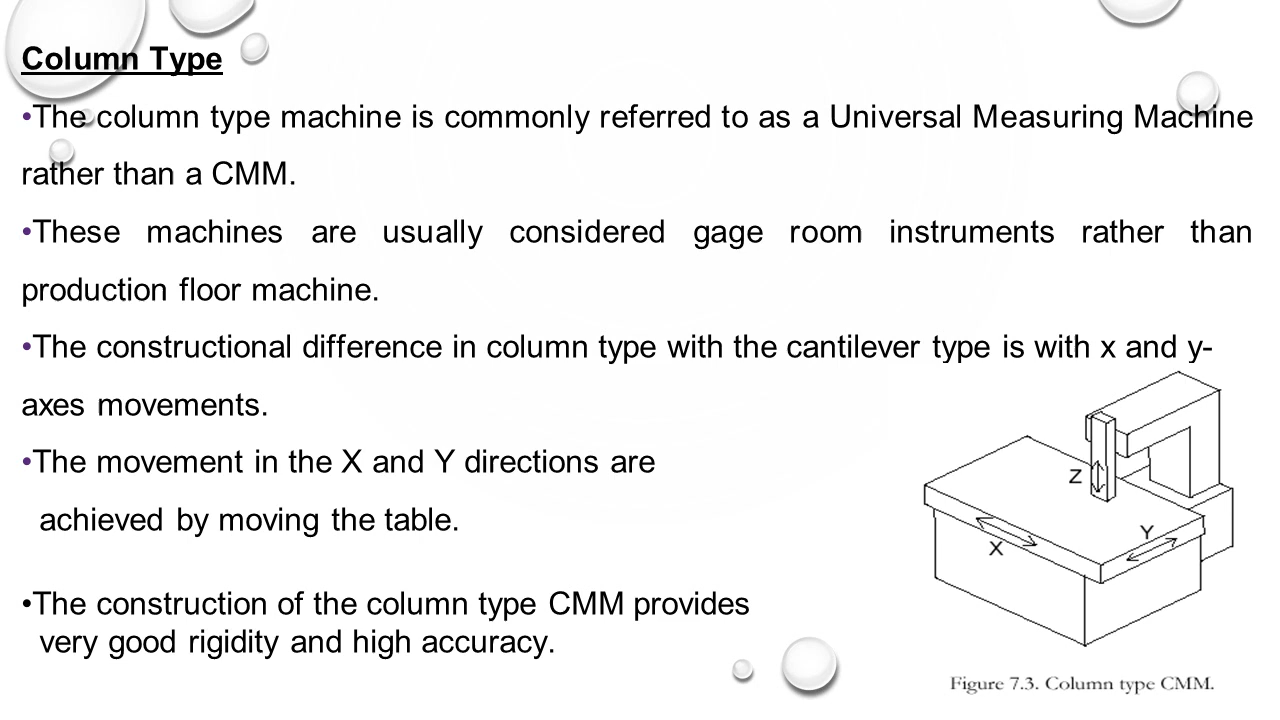 Column Type
•The column type machine is commonly referred to as a Universal Measuring Machine
rather than a CMM.
•These machines are usually considered gage room instruments rather than
production floor machine.
•The constructional difference in column type with the cantilever type is with x and y-
axes movements.
•The movement in the X and Y directions are
achieved by moving the table.
•The construction of the column type CMM provides
very good rigidity and high accuracy.
Z
Y
X
Figure 7.3. Column type CMM.